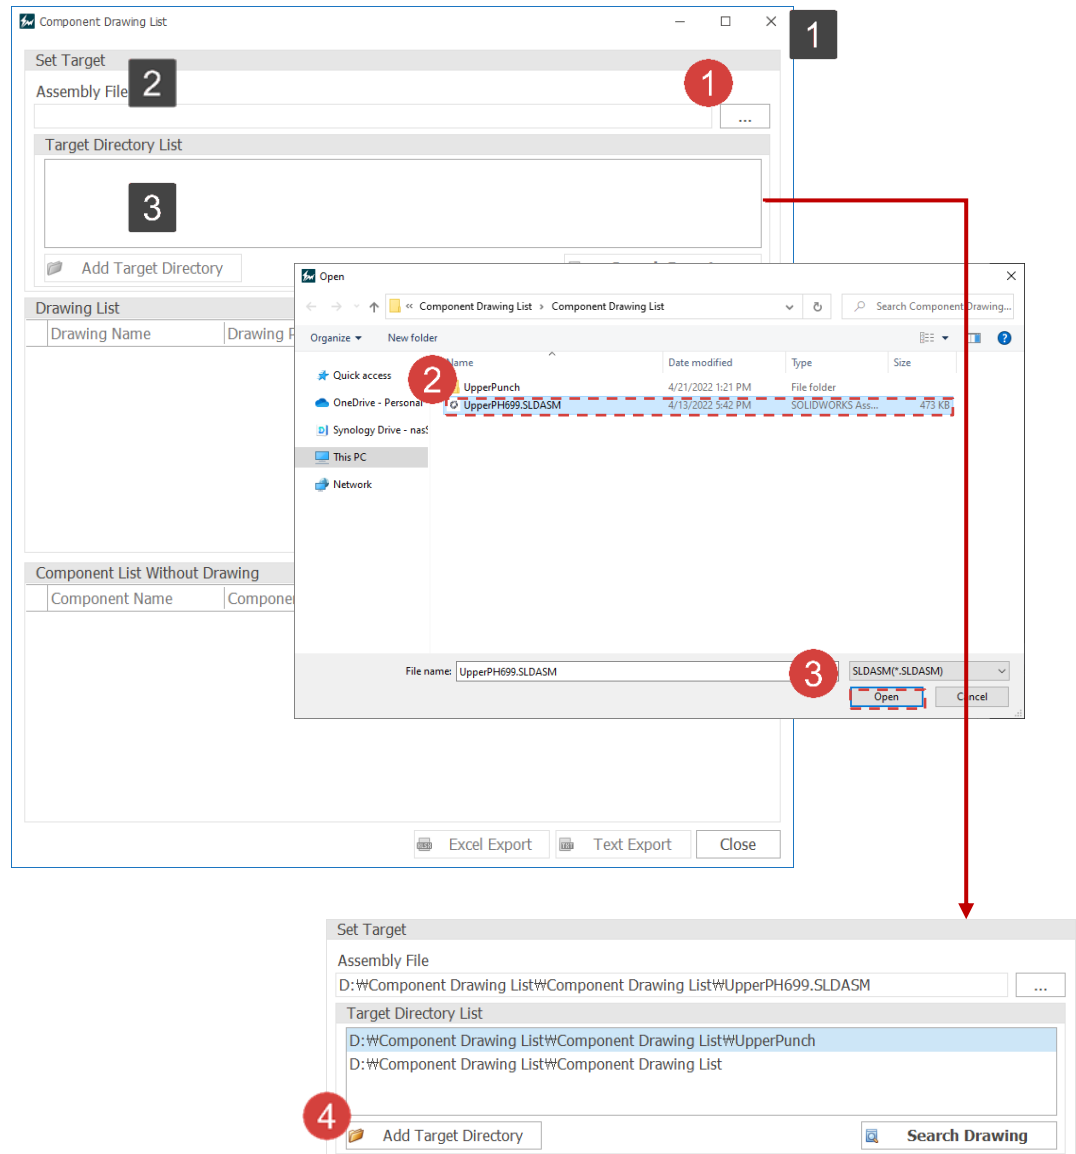 Component Drawing List
1
Set Target
2
1
Assembly File
...
Target Directory List
3
Add Target Directory
Open
Drawing List
« Component Drawing List › Component Drawing List
Search Component Drawing...
Drawing Name
Drawing
Organize
New folder
?
Name
Date modified
Type
Size
Quick access
2
UpperPunch
4/21/2022 1:21 PM
File folder
OneDrive - Personal
UpperPH699.SLDASM
4/13/2022 5:42 PM
SOLIDWORKS Ass...
473 KB
Synology Drive - nas
This PC
Network
Component List Without Drawing
Component Name
Compone
File name:
UpperPH699.SLDASM
3
SLDASM(*.SLDASM)
Open
Cancel
Excel Export
Text Export
Close
Set Target
Assembly File
D:₩Component Drawing List₩Component Drawing List₩UpperPH699.SLDASM
...
Target Directory List
D:₩Component Drawing List₩Component Drawing List₩UpperPunch
D:₩Component Drawing List₩Component Drawing List
4
Add Target Directory
Search Drawing